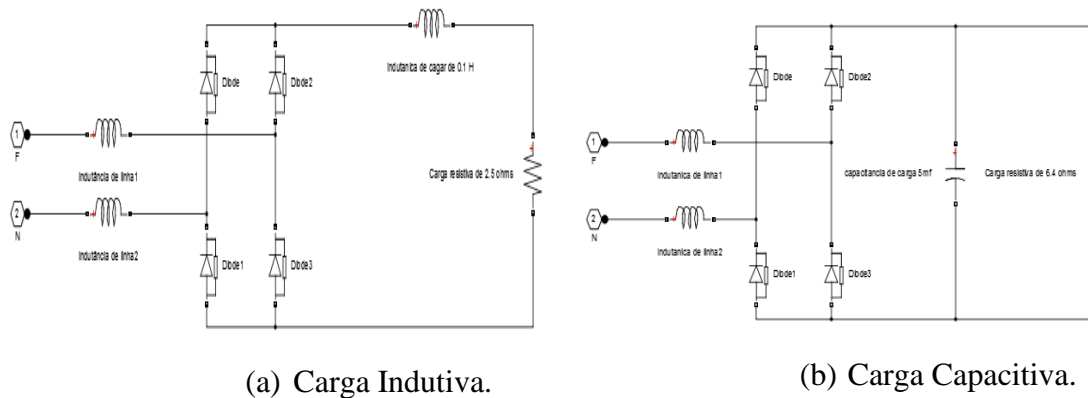 Indutanica de cagar de 0.1 H
Diode
Diode2
1
F
Indutância de linha1
Carga resistiva de 2.5 ohms
2
N
Indutância de linha2
Diode1
Diode3
(a) Carga Indutiva.
Diode
Diode2
1
F
Indutanica de linha1
capacitancia de carga 5mf
Carga resistiva de 6.4 ohms
2
N
Indutanica de linha2
Diode1
Diode3
(b) Carga Capacitiva.